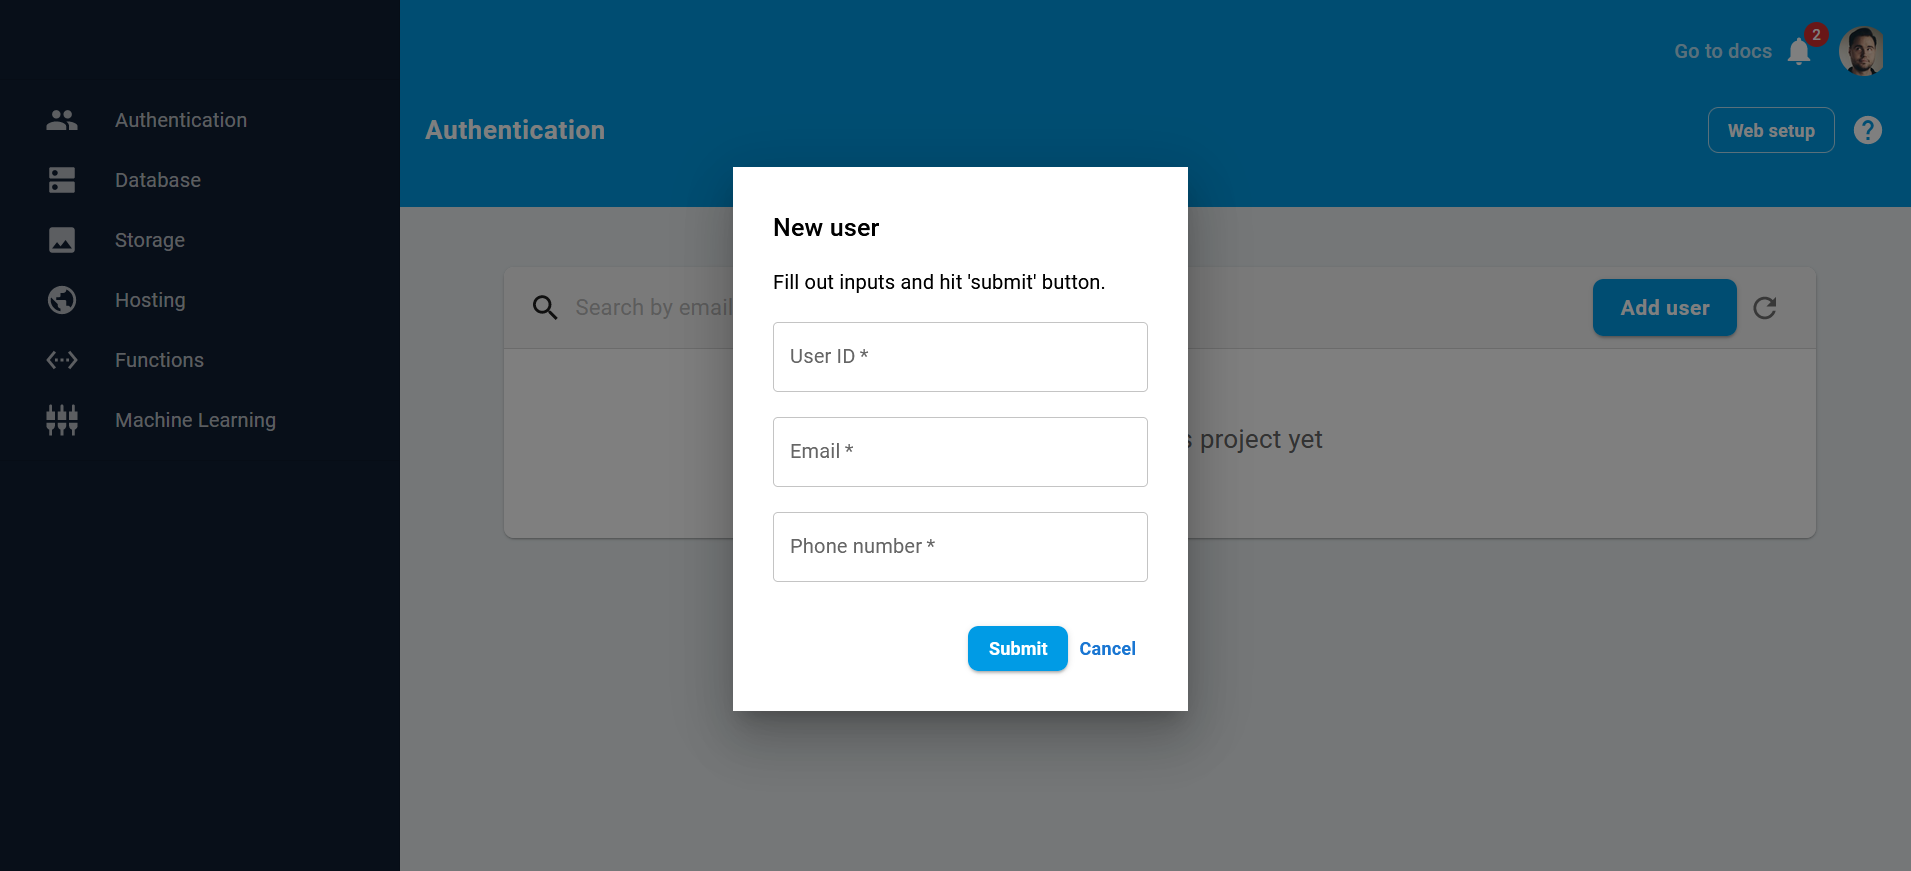 Go to docs
2
Authentication
Web setup
Authentication
Database
Storage
Hosting
Functions
Machine Learning
Search by email
Add user
project yet
New user
Fill out inputs and hit 'submit' button.
User ID *
Email *
Phone number *
Submit
Cancel